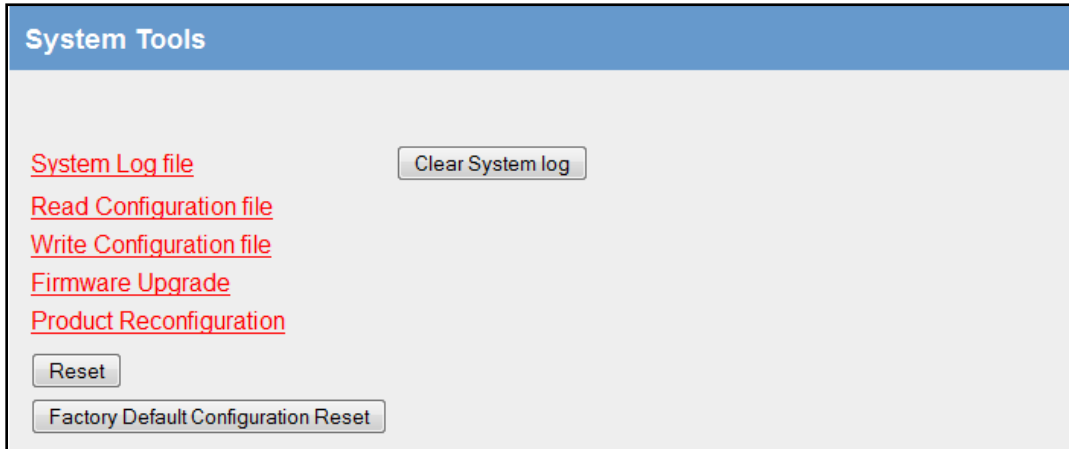 System Tools
System Log file Clear System log
Read Configuration file
Write Configuration file
Firmware Upgrade
Product Reconfiguration
Reset
Factory Default Configuration Reset